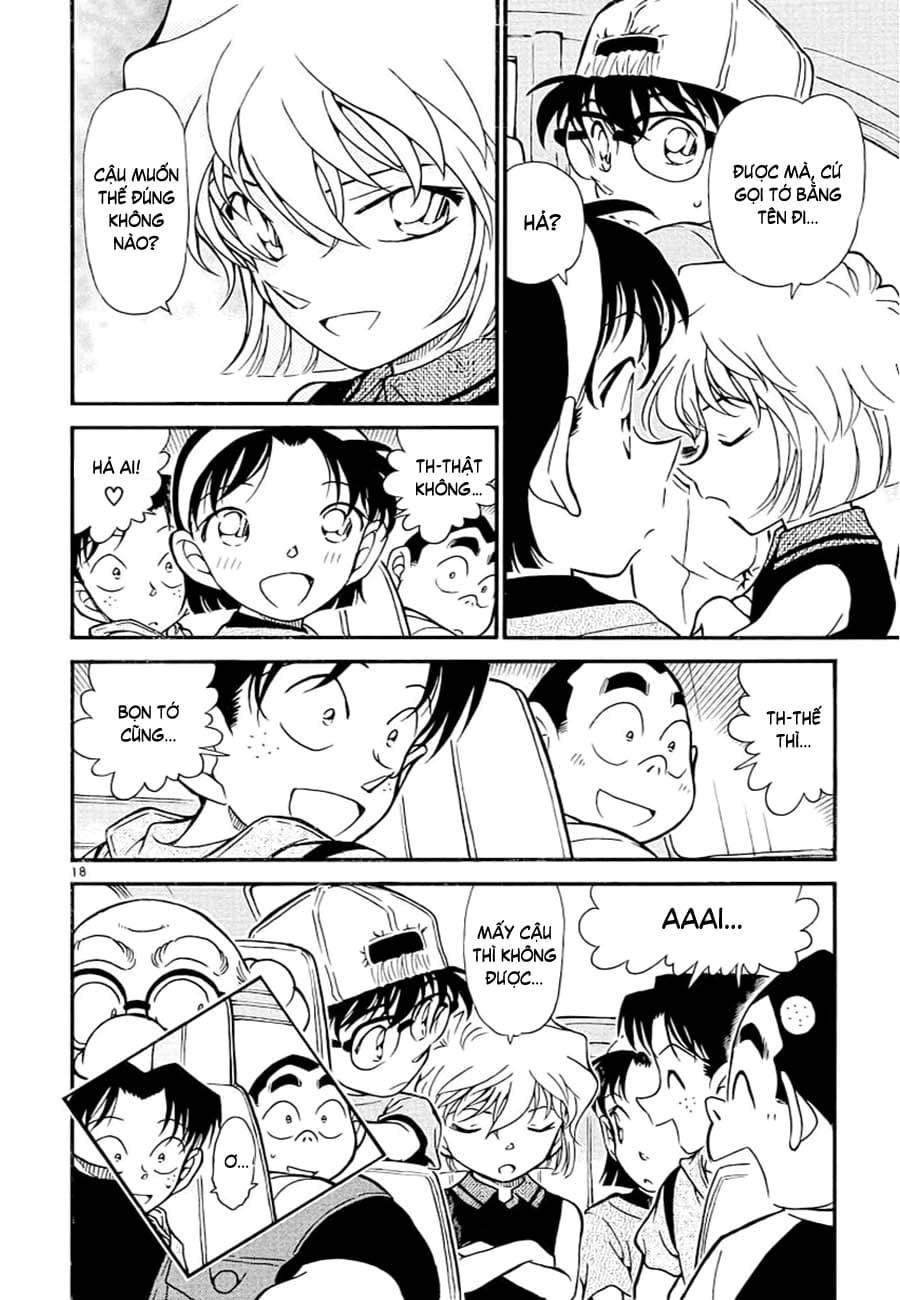 ĐƯỢC MÀ, CỨ
GỌI TỚ BẰNG
TÊN ĐI...
HẢ?
CẬU MUỐN
THẾ ĐÚNG
KHÔNG
NÀO?
TH-THẬT
KHÔNG...
HẢ AI!
♡
TH-THẾ
THÌ...
BỌN TỚ
CŨNG...
18
AAAI...
MẤY CẬU
THÌ KHÔNG
ĐƯỢC...
Ơ...